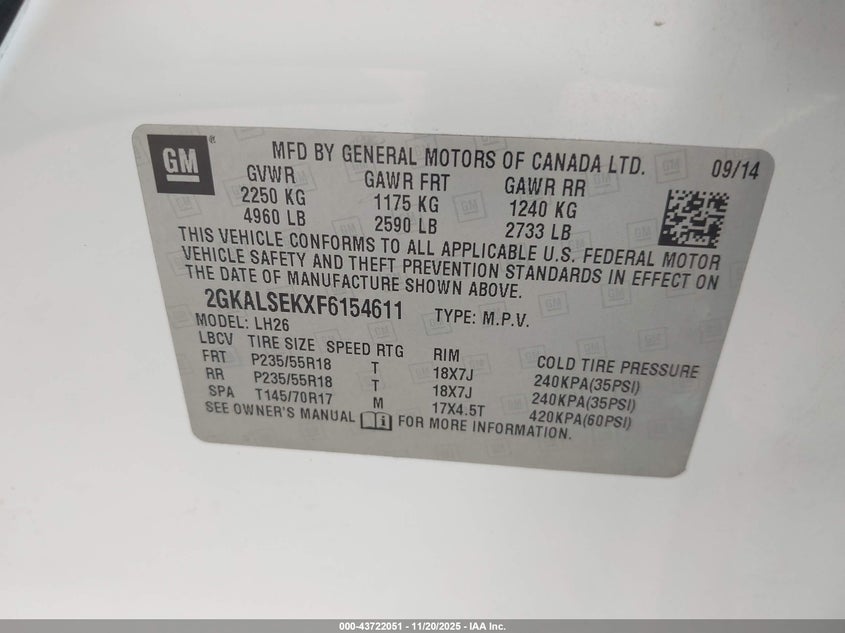 GM ®
MFD BY GENERAL MOTORS OF CANADA LTD. 09/14
GVWR GAWR FRT GAWR RR
2250 KG 1175 KG 1240 KG
4960 LB 2590 LB 2733 LB
THIS VEHICLE CONFORMS TO ALL APPLICABLE U.S. FEDERAL MOTOR
VEHICLE SAFETY AND THEFT PREVENTION STANDARDS IN EFFECT ON
THE DATE OF MANUFACTURE SHOWN ABOVE.
2GKALSEKXF6154611 TYPE: M.P.V.
MODEL: LH26
LBCV TIRE SIZE SPEED RTG RIM COLD TIRE PRESSURE
FRT P235/55R18 T 18X7J 240KPA(35PSI)
RR P235/55R18 T 18X7J 240KPA(35PSI)
SPA T145/70R17 M 17X4.5T 420KPA(60PSI)
SEE OWNER'S MANUAL i FOR MORE INFORMATION.
000-43722051 - 11/20/2025 - IAA Inc.